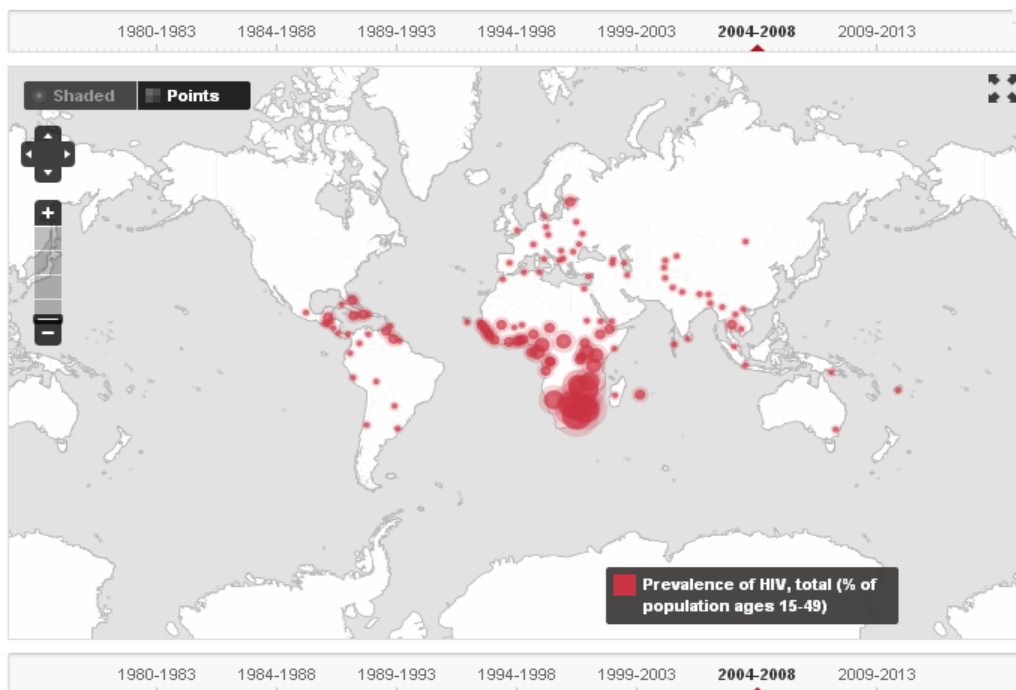 1980-1983 1984-1988 1989-1993 1994-1998 1999-2003 2004-2008 2009-2013
Shaded Points
+
−
Prevalence of HIV, total (% of
population ages 15-49)
1980-1983 1984-1988 1989-1993 1994-1998 1999-2003 2004-2008 2009-2013